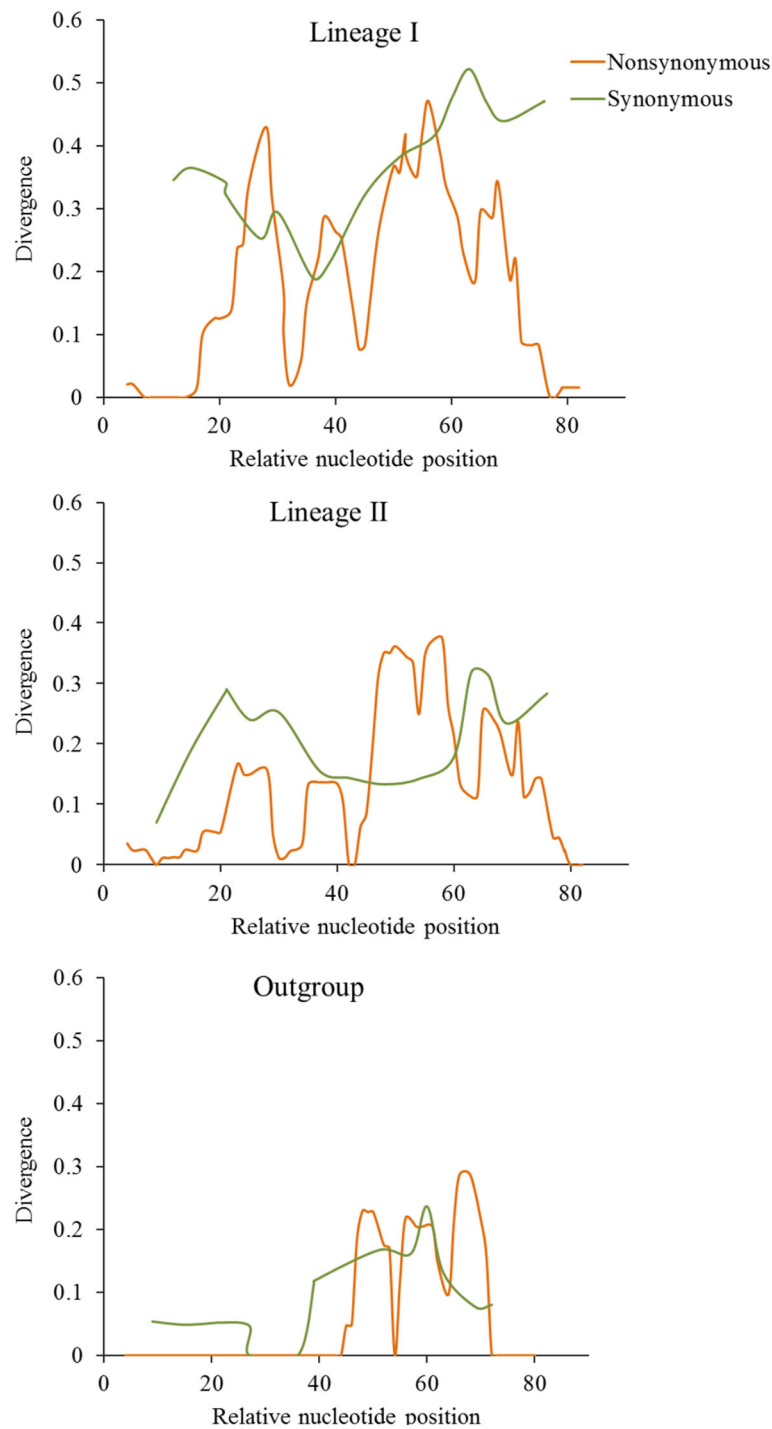 Lineage I
Nonsynonymous
Synonymous
0.6
0.5
0.4
0.3
0.2
0.1
0
Divergence
0 20 40 60 80
Relative nucleotide position
Lineage II
0.6
0.5
0.4
0.3
0.2
0.1
0
Divergence
0 20 40 60 80
Relative nucleotide position
Outgroup
0.6
0.5
0.4
0.3
0.2
0.1
0
Divergence
0 20 40 60 80
Relative nucleotide position